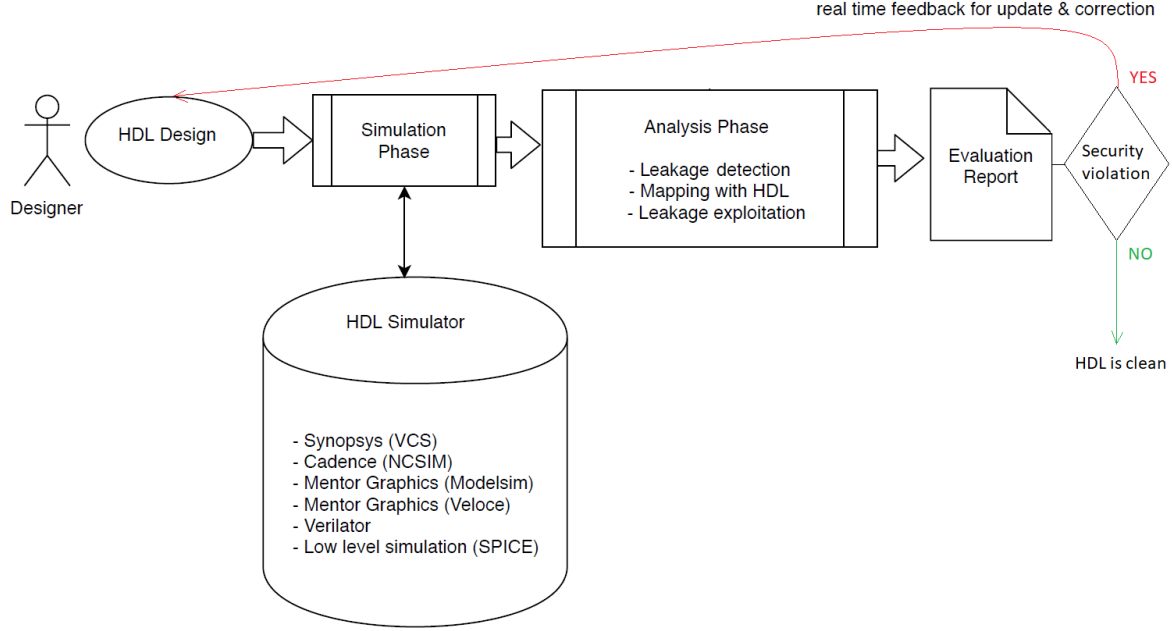 real time feedback for update & correction
YES
HDL Design
Designer
Simulation
Phase
Analysis Phase
- Leakage detection
- Mapping with HDL
- Leakage exploitation
Evaluation
Report
Security
violation
NO
HDL is clean
HDL Simulator
- Synopsys (VCS)
- Cadence (NCSIM)
- Mentor Graphics (Modelsim)
- Mentor Graphics (Veloce)
- Verilator
- Low level simulation (SPICE)